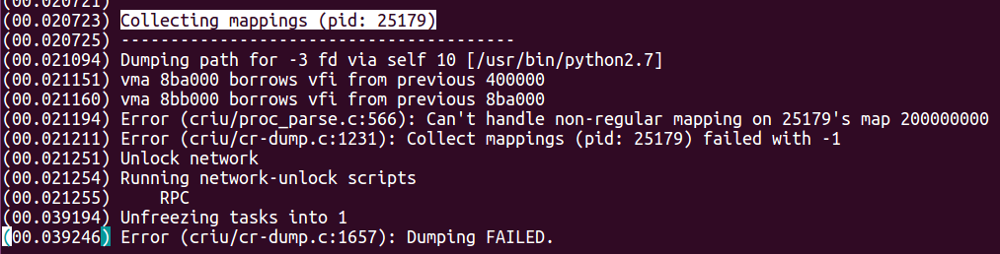 (00.020721)
(00.020723) Collecting mappings (pid: 25179)
(00.020725) ----------------------------------------
(00.021094) Dumping path for -3 fd via self 10 [/usr/bin/python2.7]
(00.021151) vma 8ba000 borrows vfi from previous 400000
(00.021160) vma 8bb000 borrows vfi from previous 8ba000
(00.021194) Error (criu/proc_parse.c:566): Can't handle non-regular mapping on 25179's map 200000000
(00.021211) Error (criu/cr-dump.c:1231): Collect mappings (pid: 25179) failed with -1
(00.021251) Unlock network
(00.021254) Running network-unlock scripts
(00.021255)     RPC
(00.039194) Unfreezing tasks into 1
(00.039246) Error (criu/cr-dump.c:1657): Dumping FAILED.